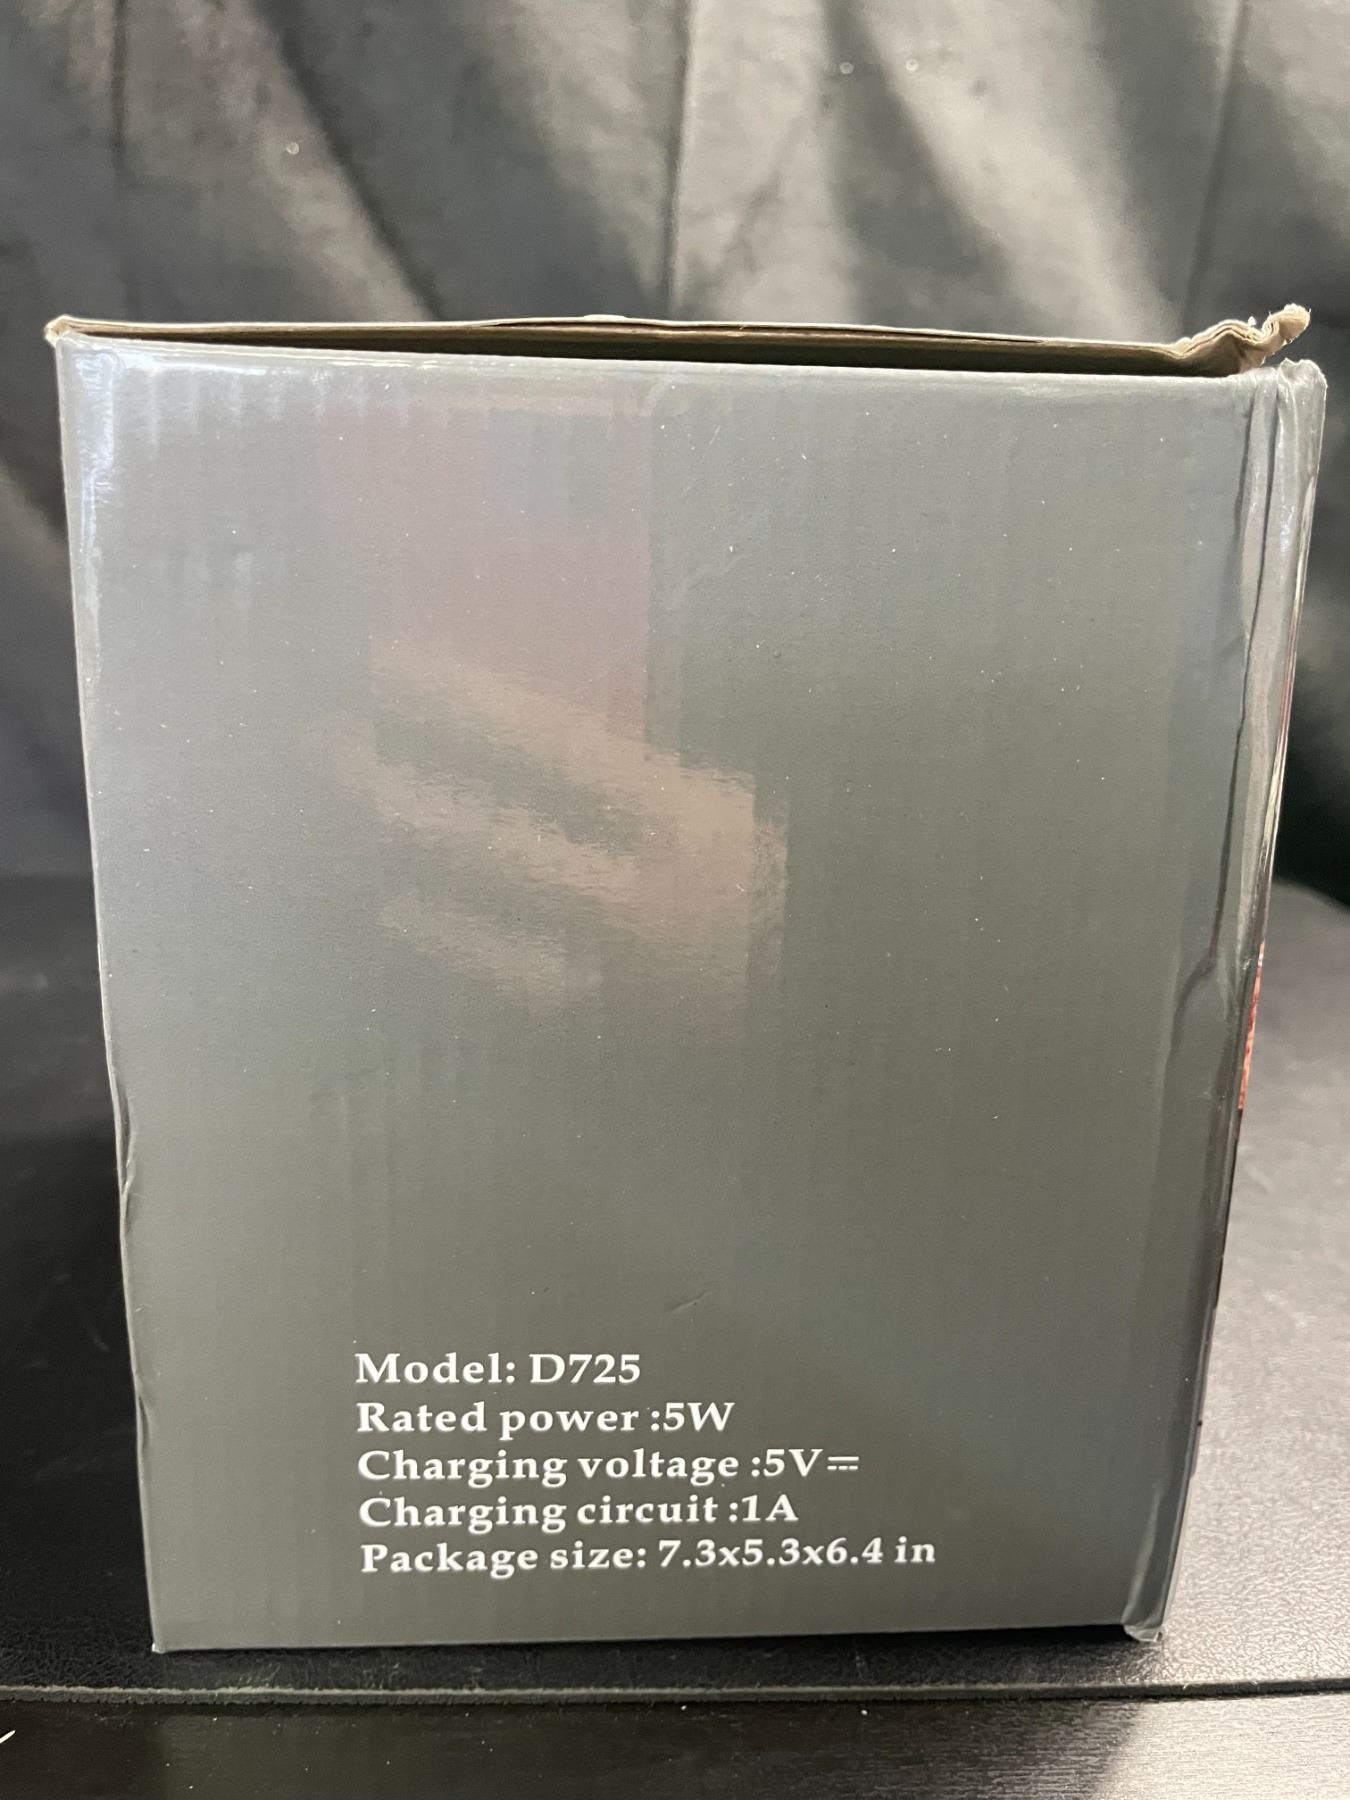 Model: D725
Rated power :5W
Charging voltage :5V⎓
Charging circuit :1A
Package size: 7.3x5.3x6.4 in